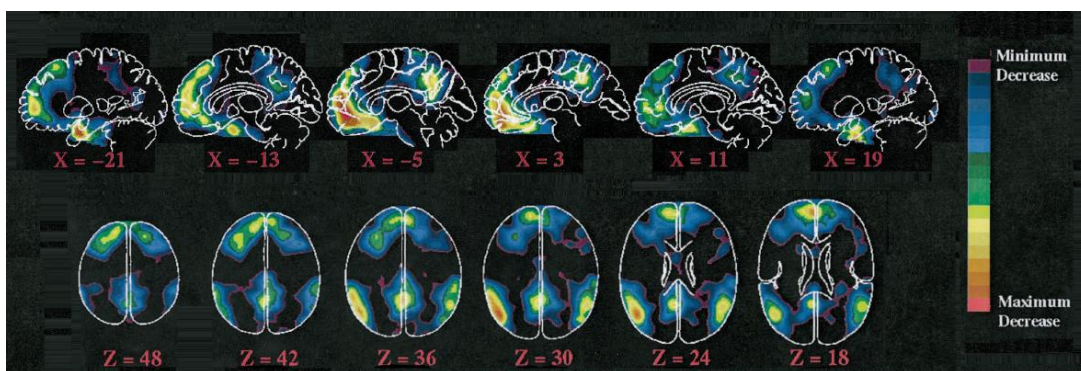 Minimum
Decrease
X = −21
X = −13
X = −5
X = 3
X = 11
X = 19
Maximum
Decrease
Z = 48
Z = 42
Z = 36
Z = 30
Z = 24
Z = 18